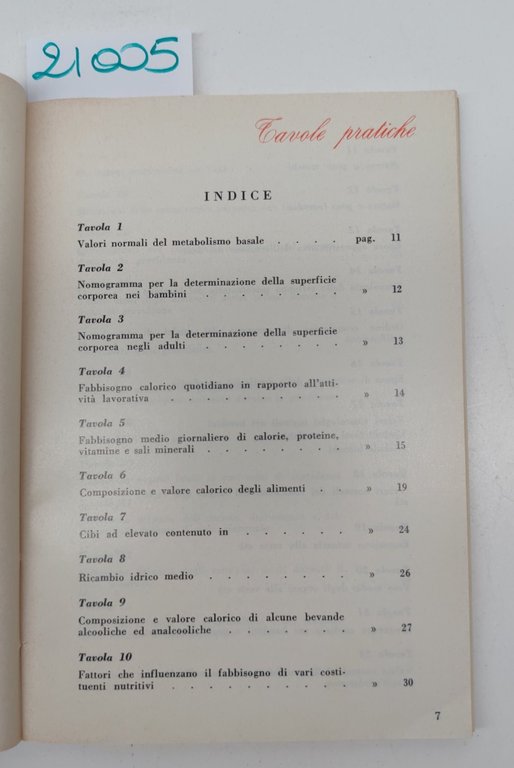 21005
Tavole pratiche
INDICE
Tavola 1
Valori normali del metabolismo basale . . . . pag. 11
Tavola 2
Nomogramma per la determinazione della superficie
corporea nei bambini . . . . . . . » 12
Tavola 3
Nomogramma per la determinazione della superficie
corporea negli adulti . . . . . . . » 13
Tavola 4
Fabbisogno calorico quotidiano in rapporto all'atti-
vità lavorativa . . . . . . . . . » 14
Tavola 5
Fabbisogno medio giornaliero di calorie, proteine,
vitamine e sali minerali . . . . . . . » 15
Tavola 6
Composizione e valore calorico degli alimenti . . » 19
Tavola 7
Cibi ad elevato contenuto in . . . . . . » 24
Tavola 8
Ricambio idrico medio . . . . . . . » 26
Tavola 9
Composizione e valore calorico di alcune bevande
alcooliche ed analcooliche . . . . . . » 27
Tavola 10
Fattori che influenzano il fabbisogno di vari costi-
tuenti nutritivi . . . . . . . . . » 30
7